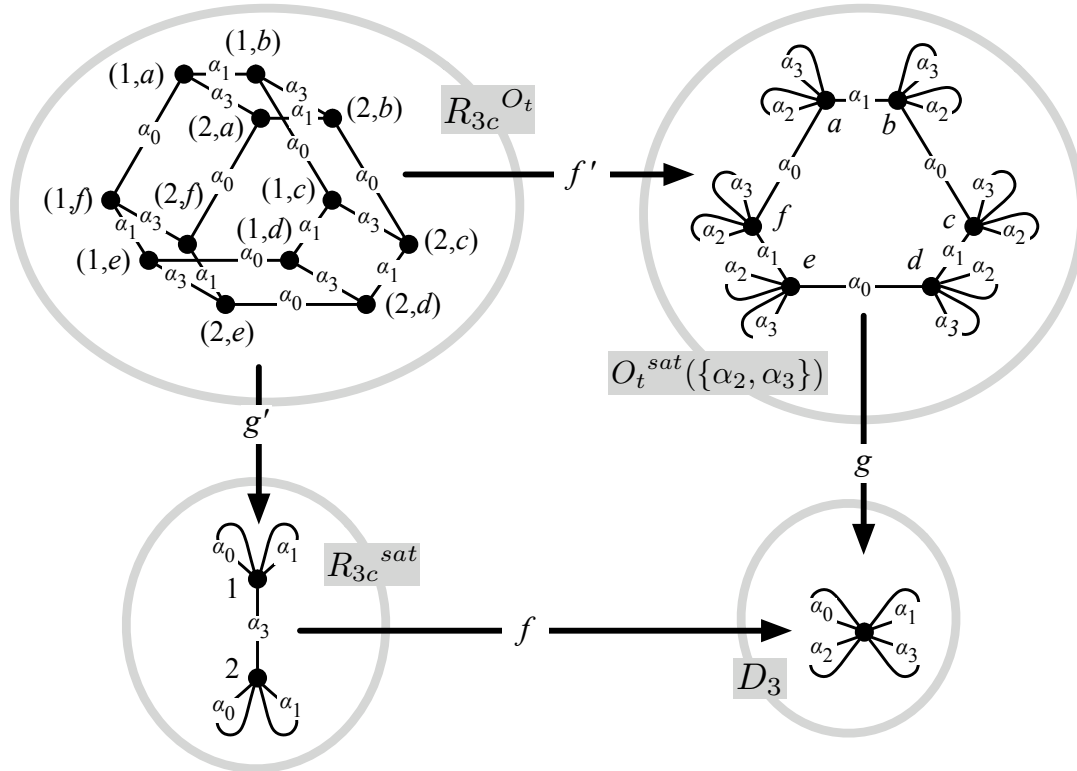 (1,b)
(1,a) α1 α3
α3 α1 (2,b)
(2,a)
α0 α0
α0 α0
(1,f) (2,f) (1,c)
α1 α3 (1,d) α1 α3 (2,c)
(1,e) α0 α1
α3 α1 α3
α0 (2,d)
(2,e)
R3c^Ot
f'
α3 α3
α2 α1 α2
a b
α0 α0
α3 α3
α2 f c α2
α1 α1
α2 e d α2
α0
α3 α3
Ot^sat({α2, α3})
g'
g
α0 α1
1
R3c^sat
α3
2
α0 α1
f
α0 α1
α2 α3
D3